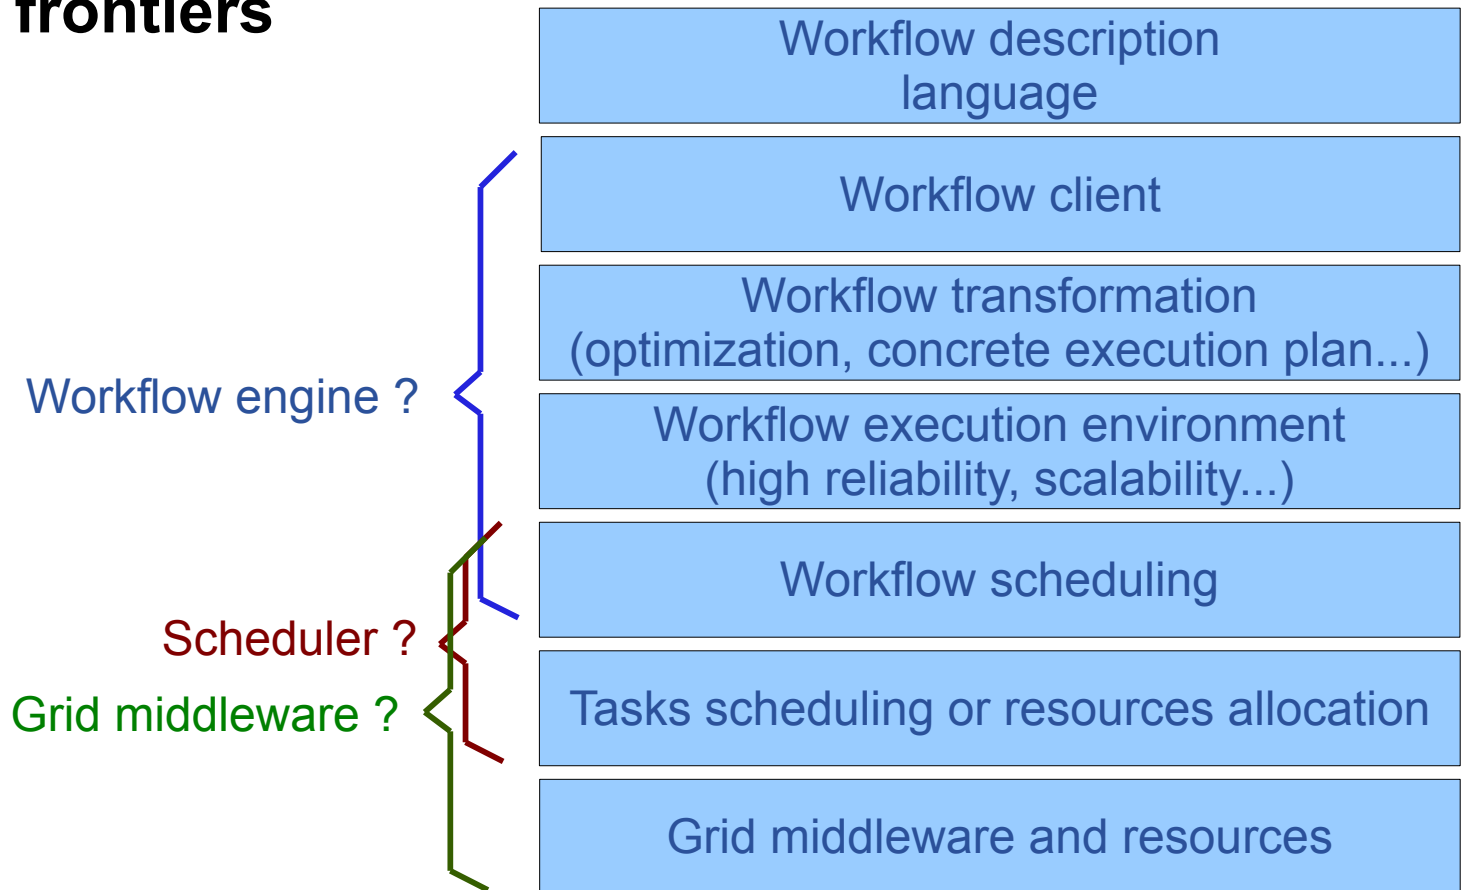 frontiers
Workflow description
language
Workflow client
Workflow transformation
(optimization, concrete execution plan...)
Workflow engine ?
Workflow execution environment
(high reliability, scalability...)
Workflow scheduling
Scheduler ?
Tasks scheduling or resources allocation
Grid middleware ?
Grid middleware and resources